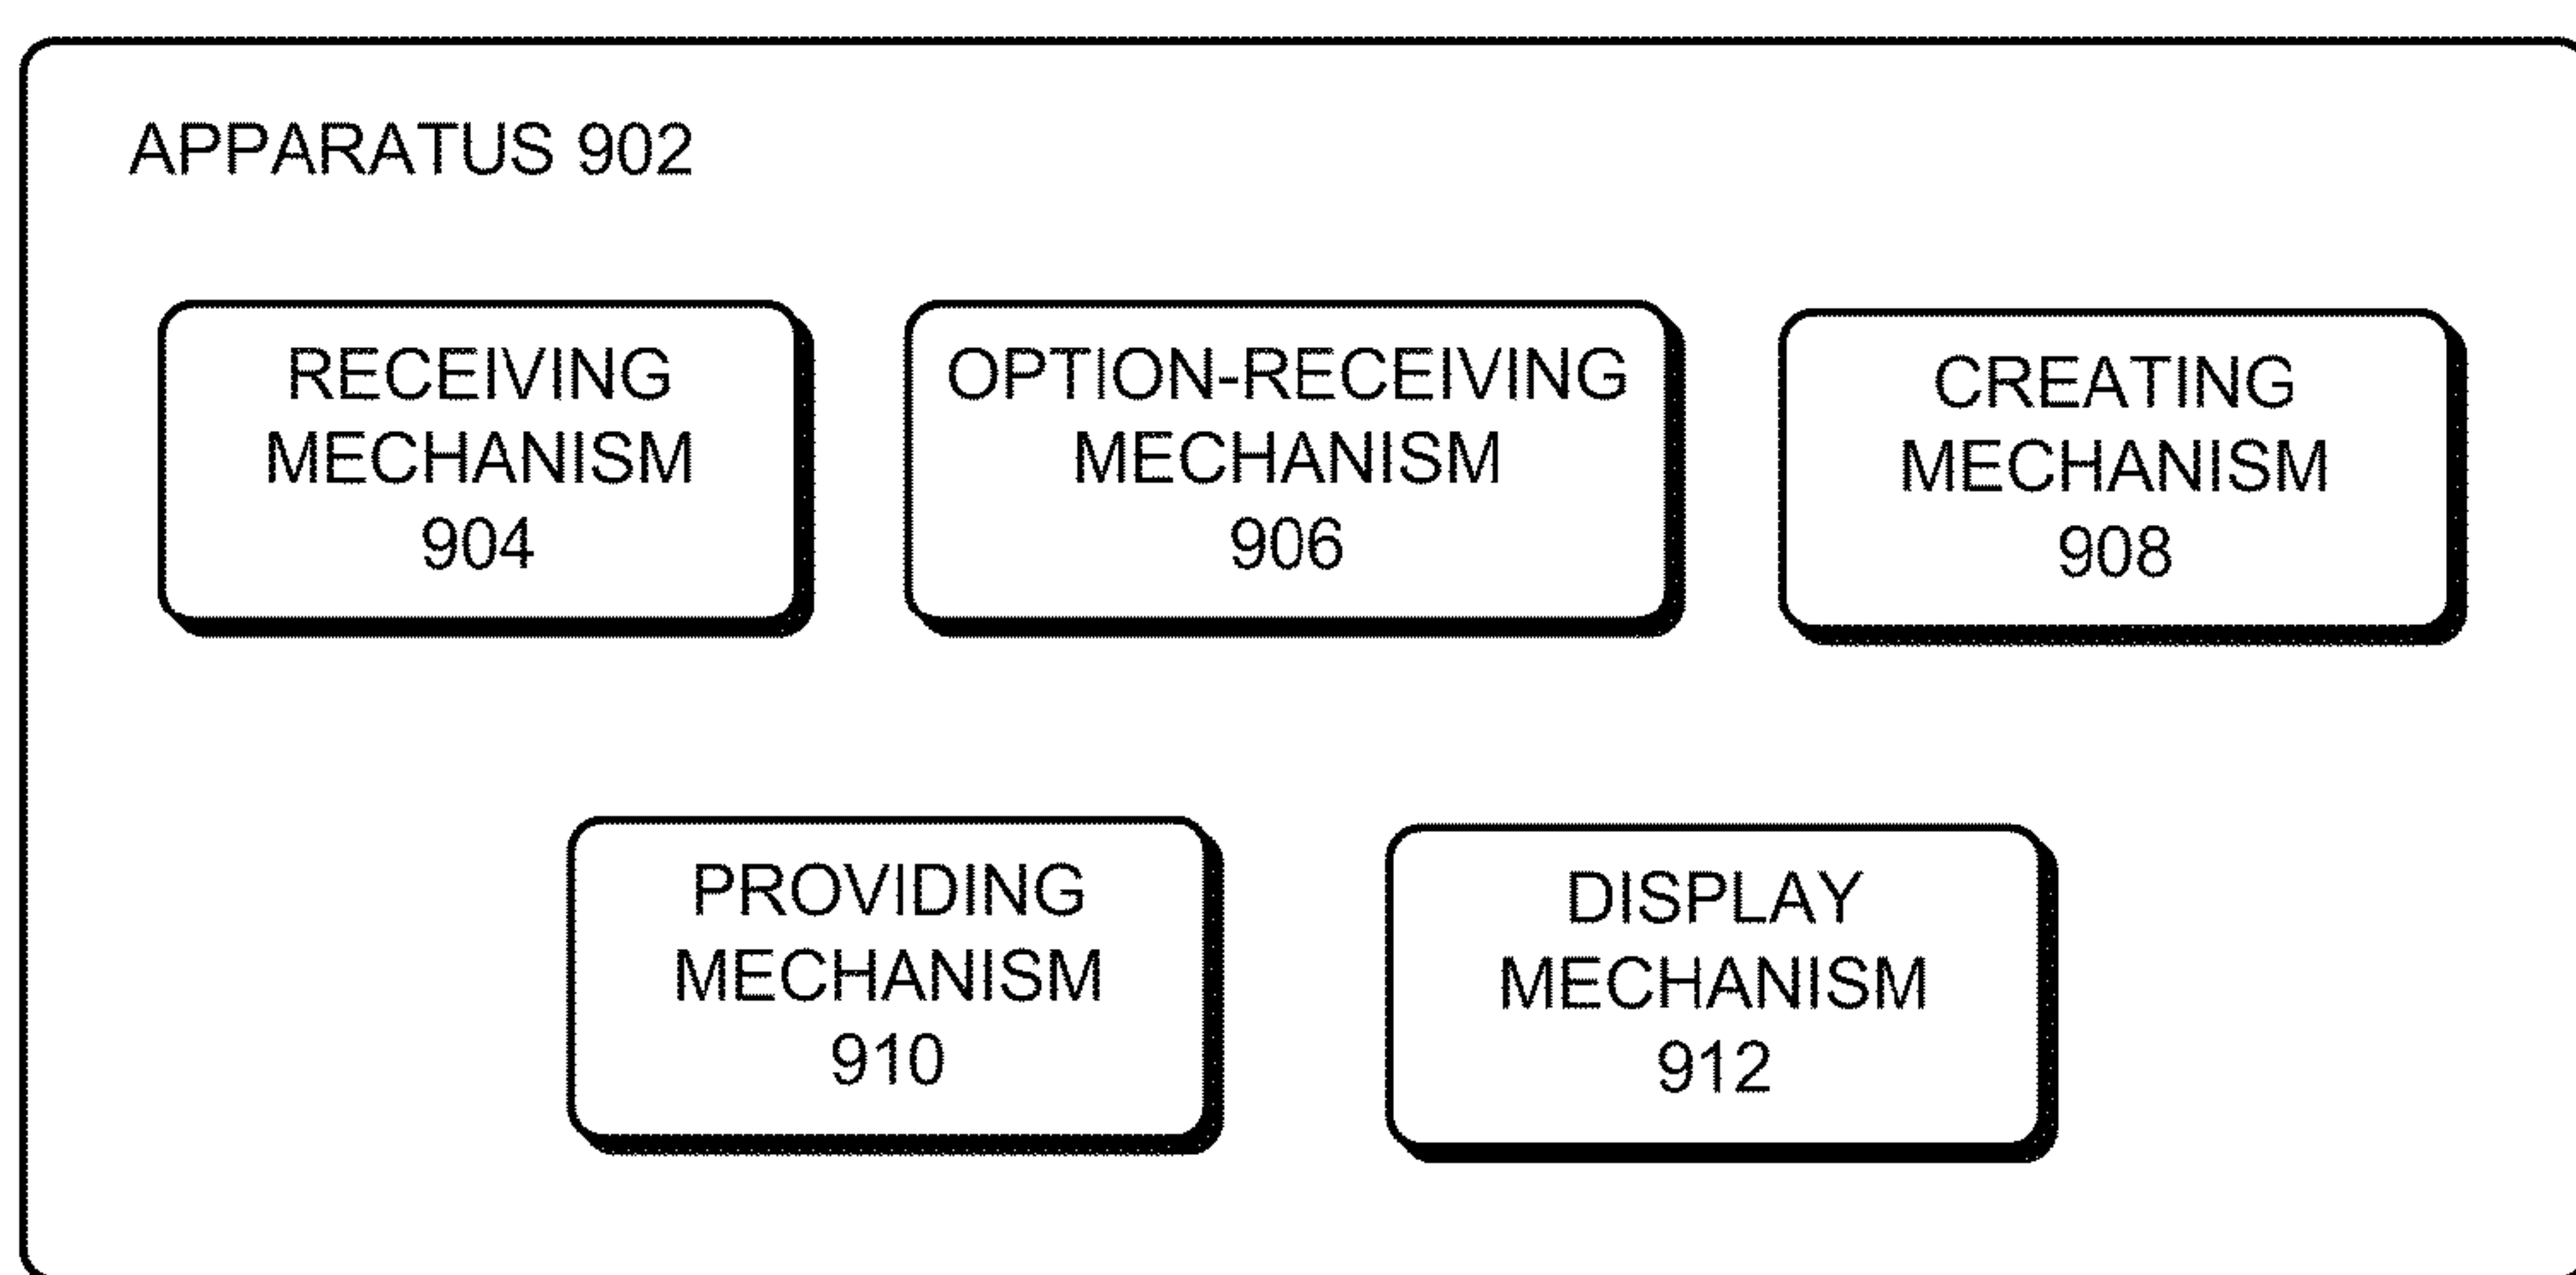 APPARATUS 902
RECEIVING
MECHANISM
904
OPTION-RECEIVING
MECHANISM
906
CREATING
MECHANISM
908
PROVIDING
MECHANISM
910
DISPLAY
MECHANISM
912